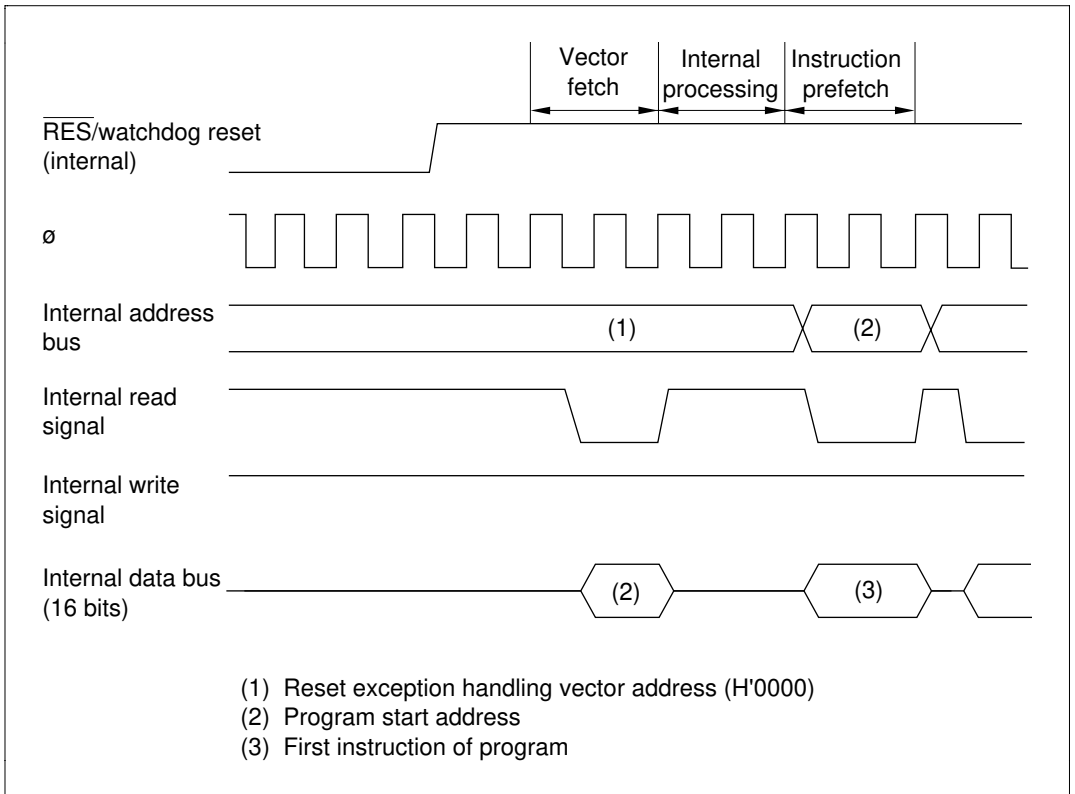 Vector fetch
Internal processing
Instruction prefetch
R̅E̅S̅/watchdog reset
(internal)
ø
Internal address
bus
(1)
(2)
Internal read
signal
Internal write
signal
Internal data bus
(16 bits)
(2)
(3)
(1) Reset exception handling vector address (H'0000)
(2) Program start address
(3) First instruction of program